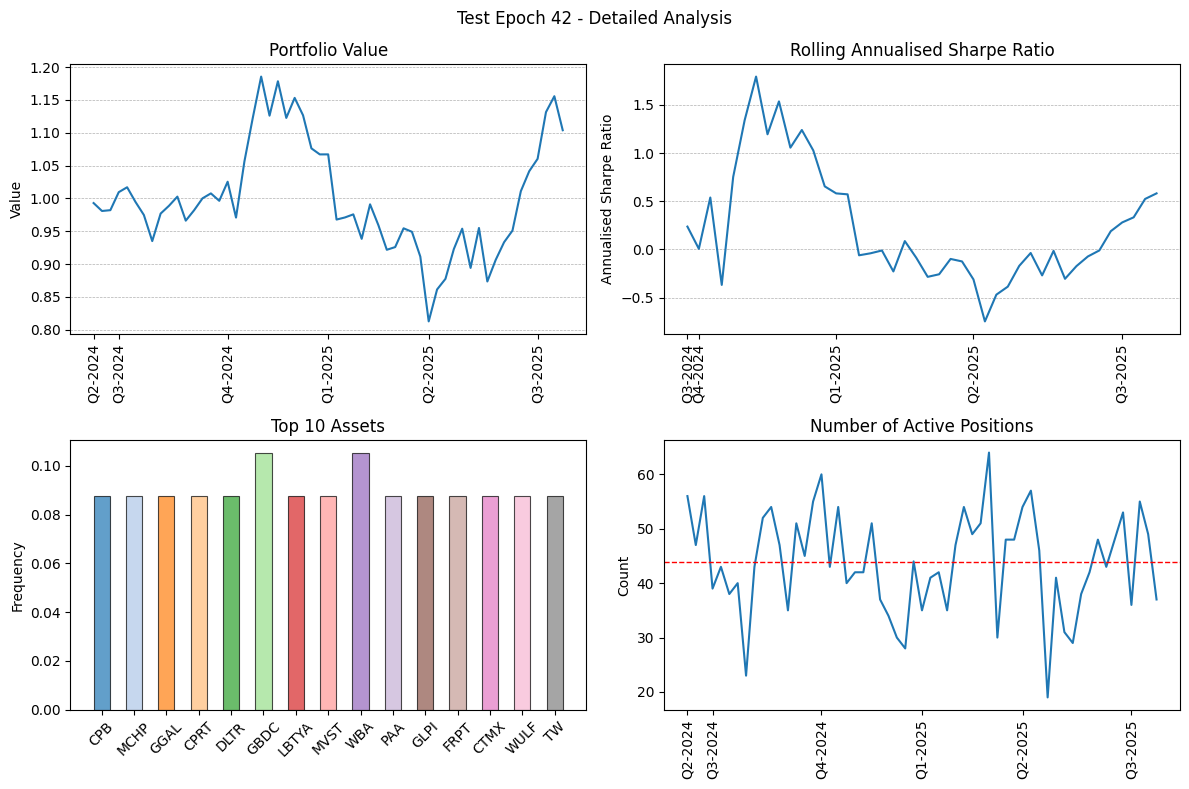 Test Epoch 42 - Detailed Analysis
Portfolio Value
Value
1.20
1.15
1.10
1.05
1.00
0.95
0.90
0.85
0.80
Q2-2024
Q3-2024
Q4-2024
Q1-2025
Q2-2025
Q3-2025
Rolling Annualised Sharpe Ratio
Annualised Sharpe Ratio
1.5
1.0
0.5
0.0
−0.5
Q3-2024
Q4-2024
Q1-2025
Q2-2025
Q3-2025
Top 10 Assets
Frequency
0.10
0.08
0.06
0.04
0.02
0.00
CPB
MCHP
GGAL
CPRT
DLTR
GBDC
LBTYA
MVST
WBA
PAA
GLPI
FRPT
CTMX
WULF
TW
Number of Active Positions
Count
60
50
40
30
20
Q2-2024
Q3-2024
Q4-2024
Q1-2025
Q2-2025
Q3-2025